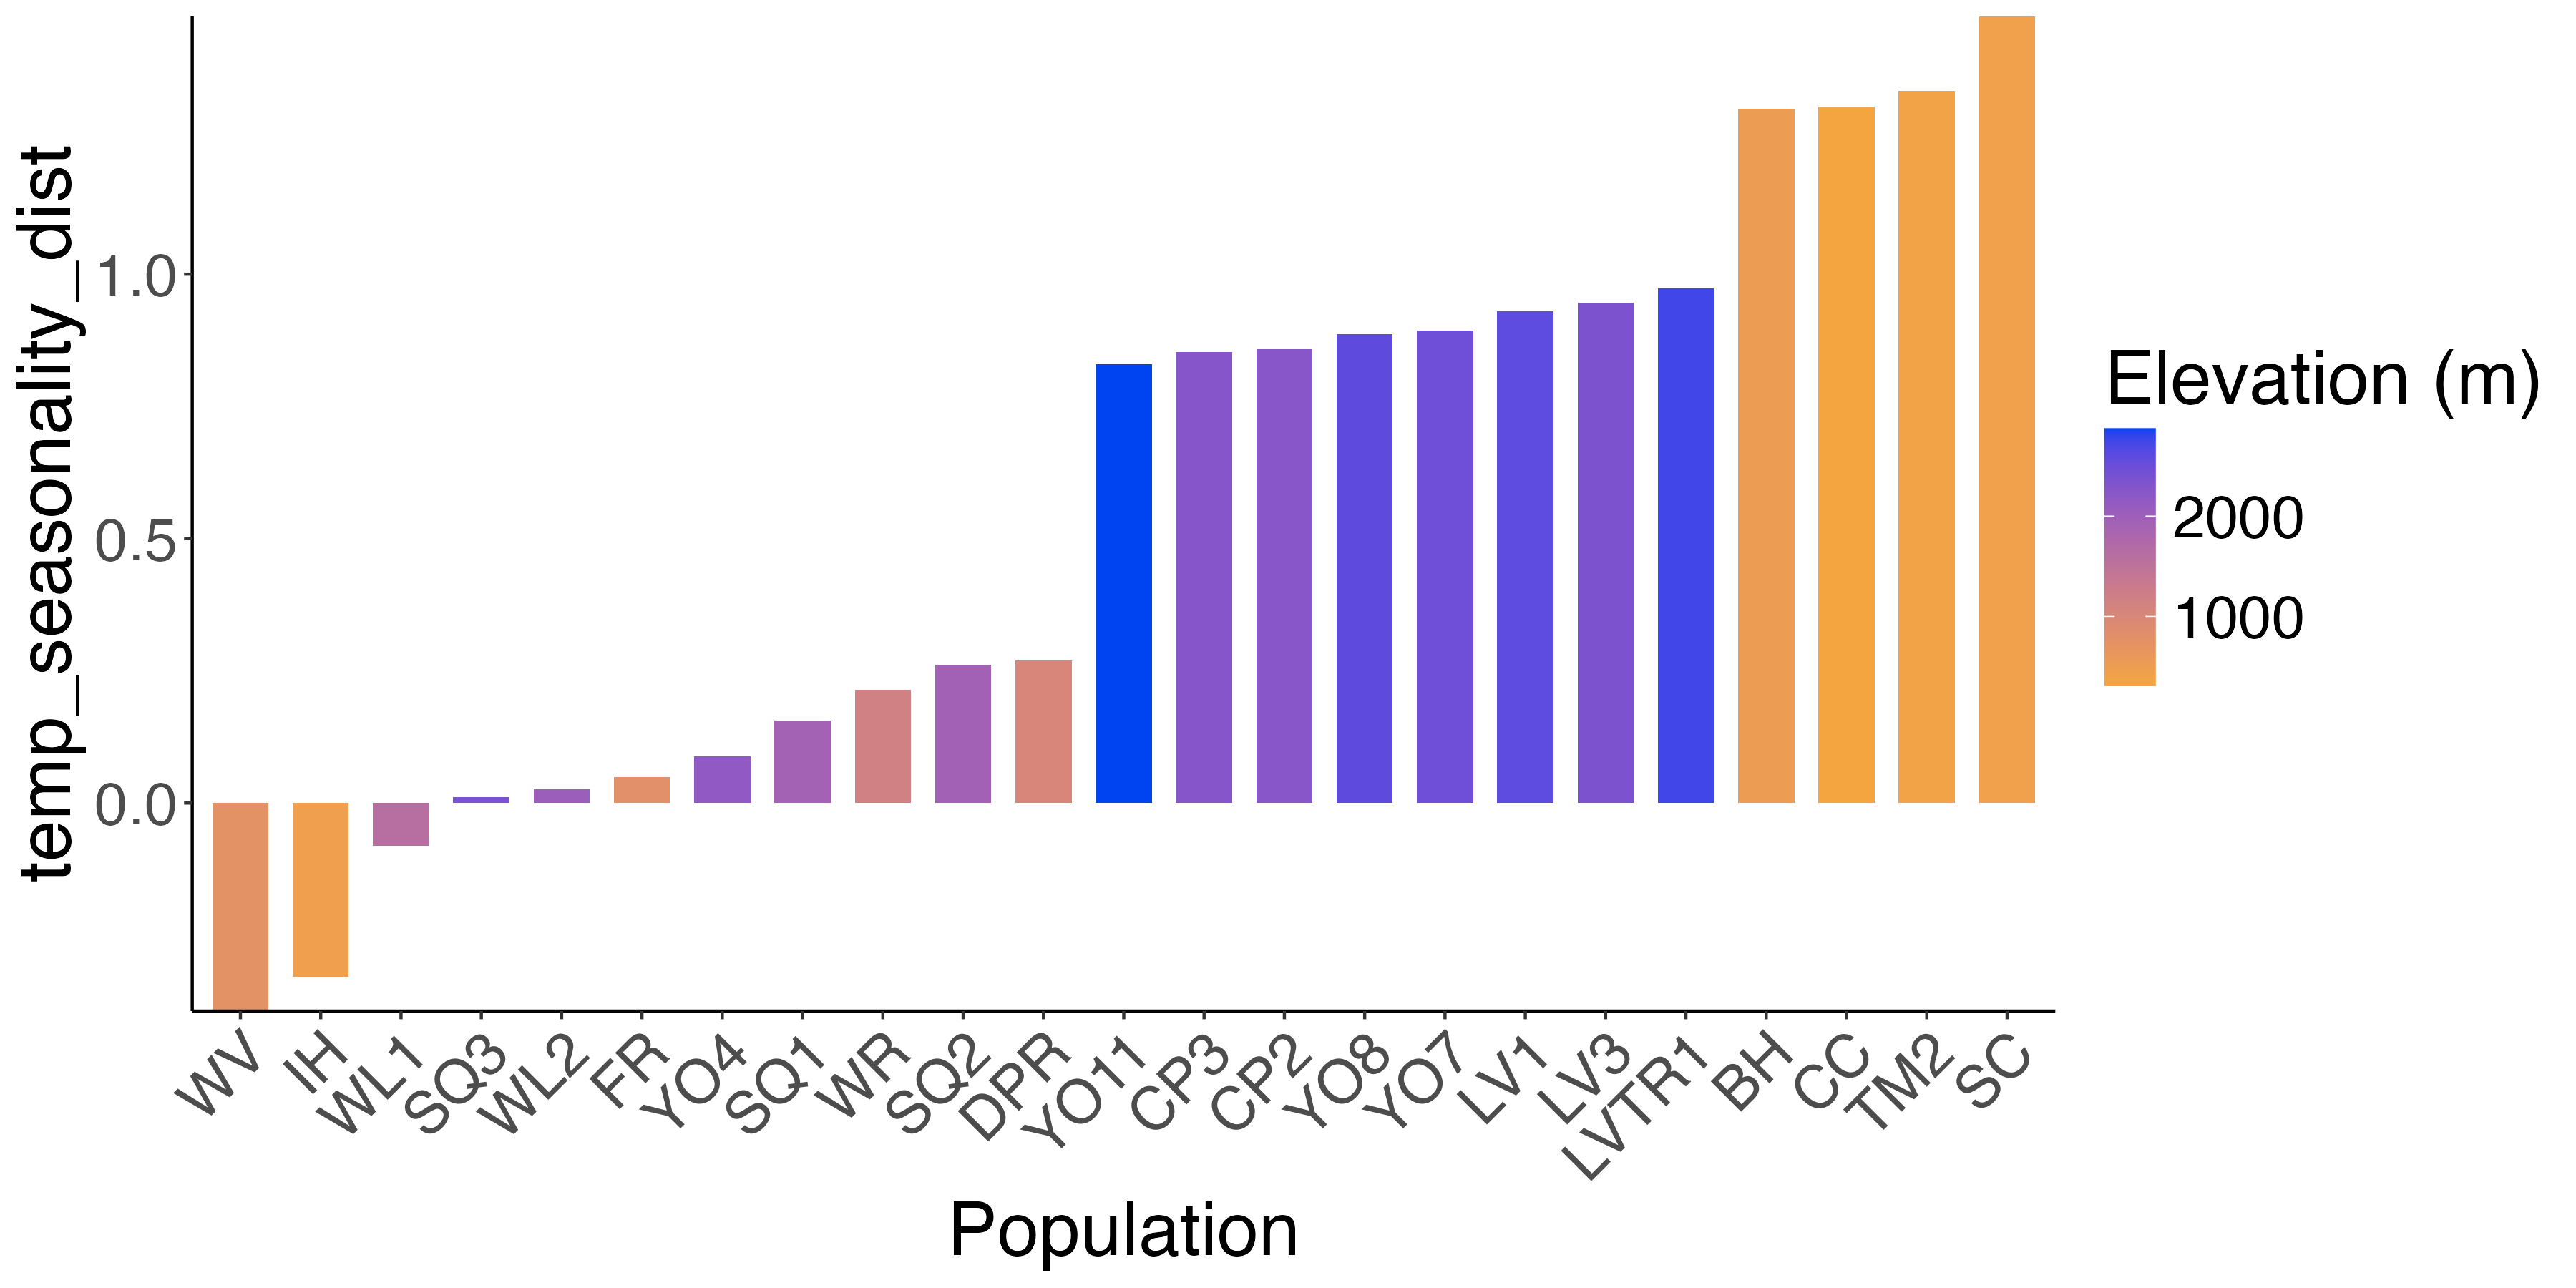 temp_seasonality_dist
1.0
0.5
0.0
WV
IH
WL1
SQ3
WL2
FR
YO4
SQ1
WR
SQ2
DPR
YO11
CP3
CP2
YO8
YO7
LV1
LV3
LVTR1
BH
CC
TM2
SC
Population
Elevation (m)
2000
1000